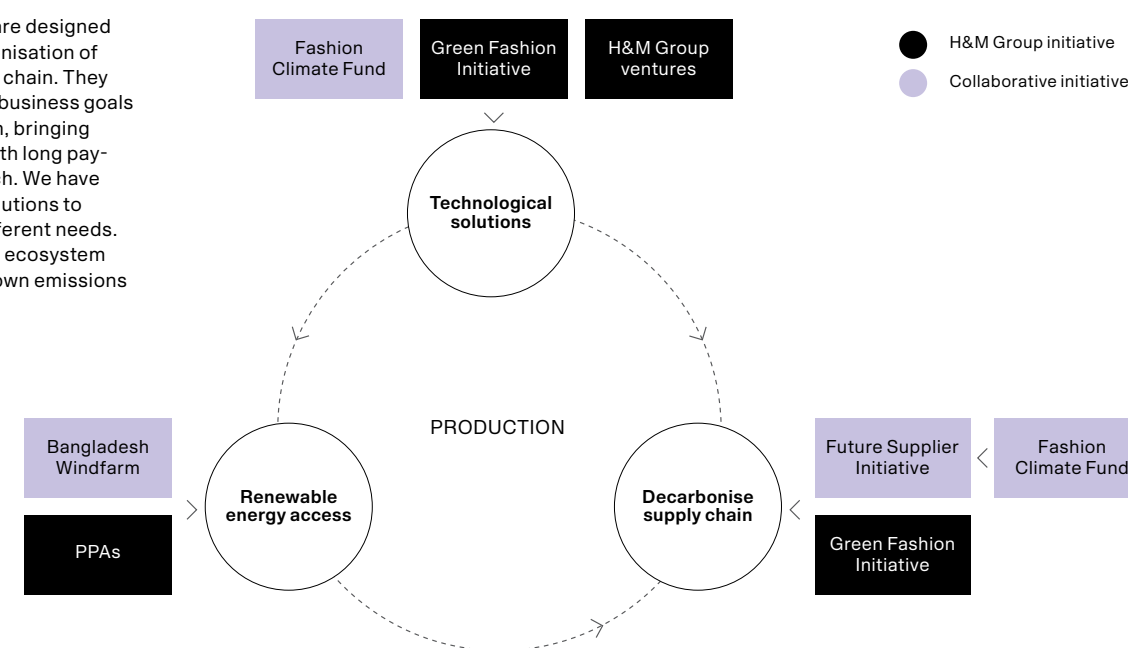 are designed
nisation of
chain. They
business goals
, bringing
th long pay-
ch. We have
utions to
fferent needs.
ecosystem
own emissions
Fashion
Climate Fund
Green Fashion
Initiative
H&M Group
ventures
H&M Group initiative
Collaborative initiative
Technological
solutions
PRODUCTION
Bangladesh
Windfarm
PPAs
Renewable
energy access
Decarbonise
supply chain
Future Supplier
Initiative
Fashion
Climate Fund
Green Fashion
Initiative